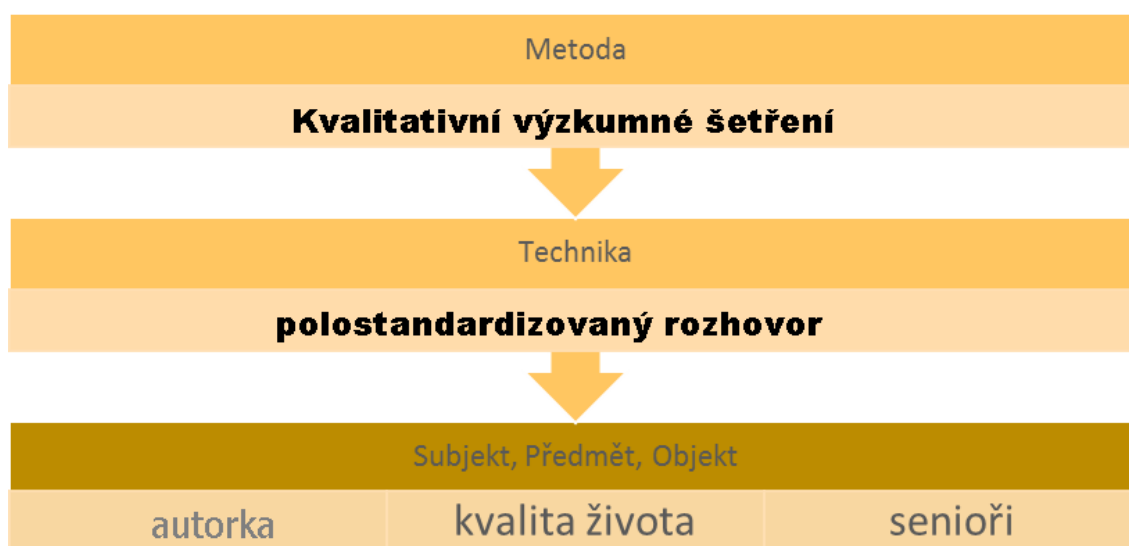 Metoda
Kvalitativní výzkumné šetření
Technika
polostandardizovaný rozhovor
Subjekt, Předmět, Objekt
autorka kvalita života senioři